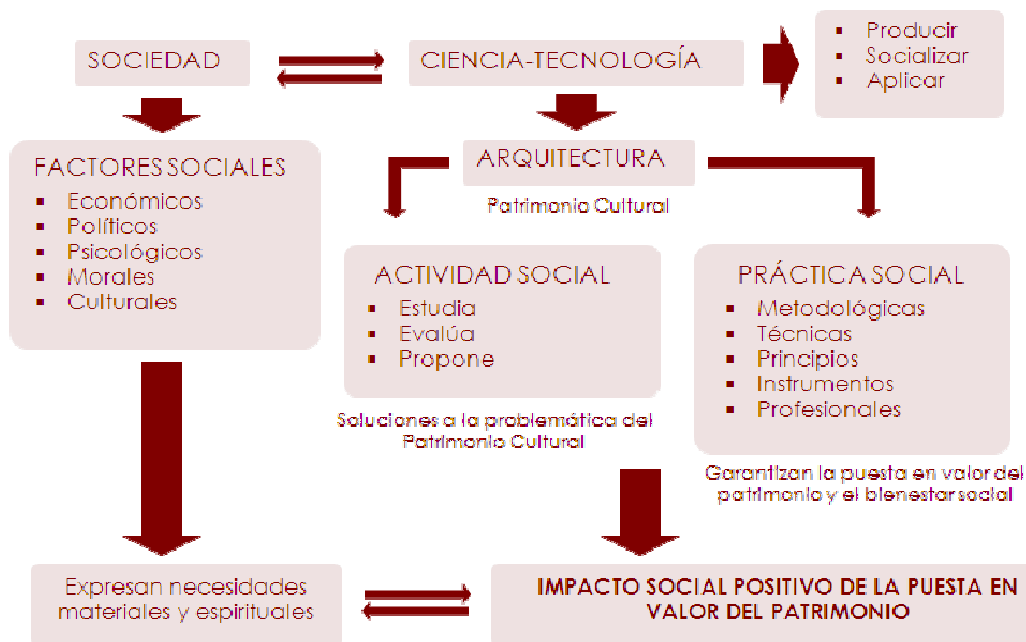 SOCIEDAD
CIENCIA-TECNOLOGÍA
Producir
Socializar
Aplicar
FACTORES SOCIALES
Económicos
Políticos
Psicológicos
Morales
Culturales
ARQUITECTURA
Patrimonio Cultural
ACTIVIDAD SOCIAL
Estudia
Evalúa
Propone
Soluciones a la problemática del
Patrimonio Cultural
PRÁCTICA SOCIAL
Metodológicas
Técnicas
Principios
Instrumentos
Profesionales
Garantizan la puesta en valor del
patrimonio y el bienestar social
Expresan necesidades
materiales y espirituales
IMPACTO SOCIAL POSITIVO DE LA PUESTA EN
VALOR DEL PATRIMONIO